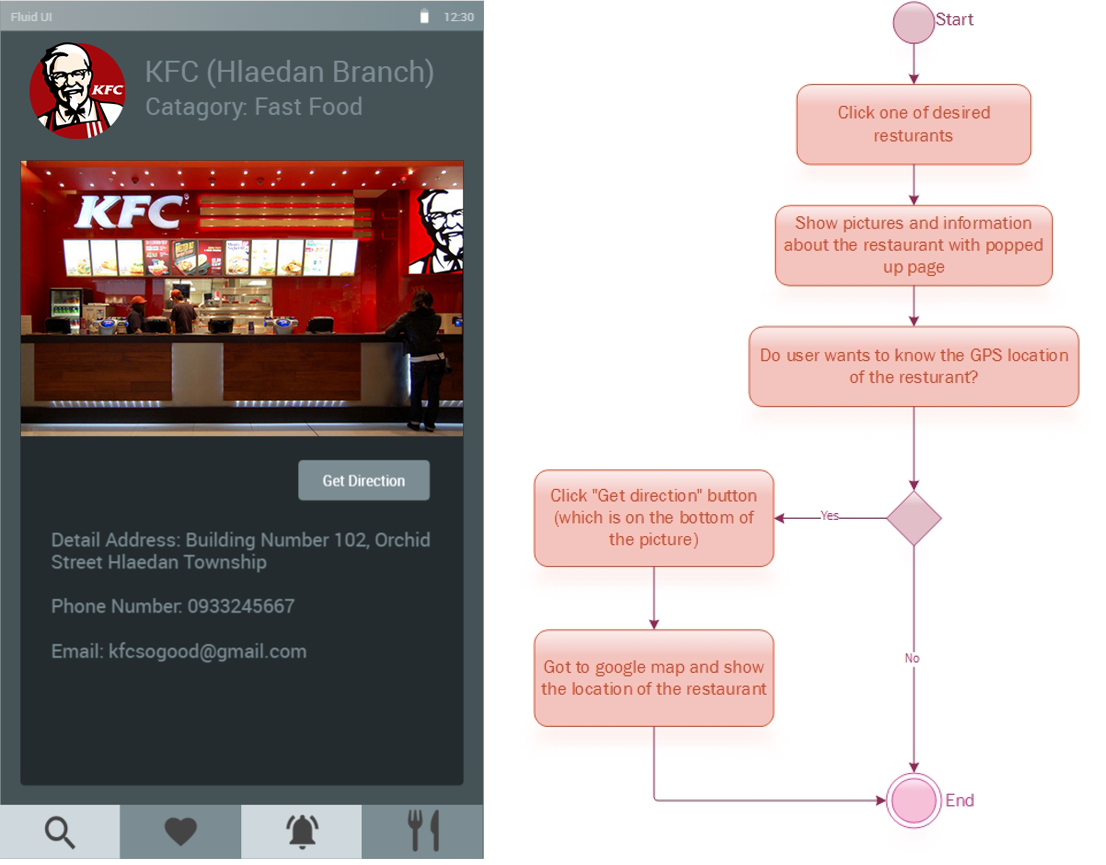 Fluid UI
12:30
KFC
KFC (Hlaedan Branch)
Catagory: Fast Food
KFC
Get Direction
Detail Address: Building Number 102, Orchid
Street Hlaedan Township
Phone Number: 0933245667
Email: kfcsogood@gmail.com
Start
Click one of desired
resturants
Show pictures and information
about the restaurant with popped
up page
Do user wants to know the GPS location
of the resturant?
Yes
Click "Get direction" button
(which is on the bottom of
the picture)
No
Got to google map and show
the location of the restaurant
End